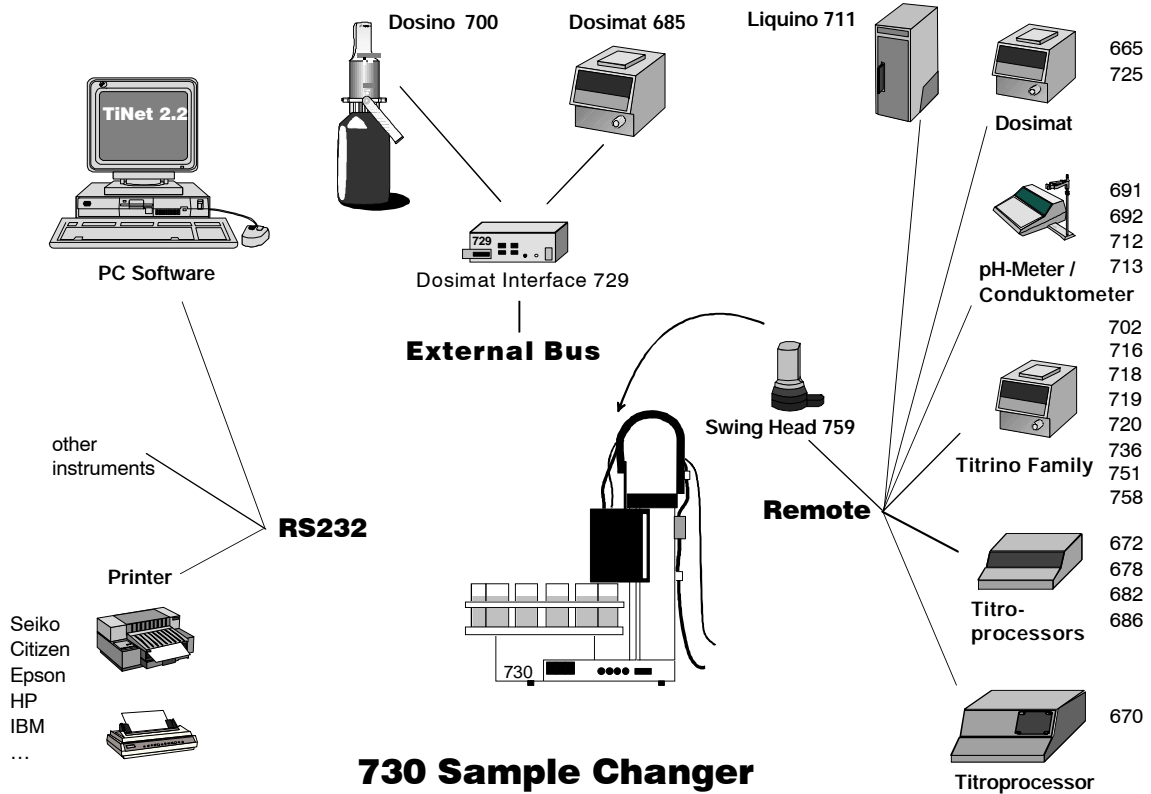 Dosino 700
Dosimat 685
Liquino 711
665
725
Dosimat
TiNet 2.2
PC Software
729
Dosimat Interface 729
External Bus
691
692
712
713
pH-Meter /
Conduktometer
Swing Head 759
702
716
718
719
720
736
751
758
Titrino Family
other
instruments
RS232
Remote
Printer
Seiko
Citizen
Epson
HP
IBM
…
730
672
678
682
686
Titro-
processors
670
Titroprocessor
730 Sample Changer